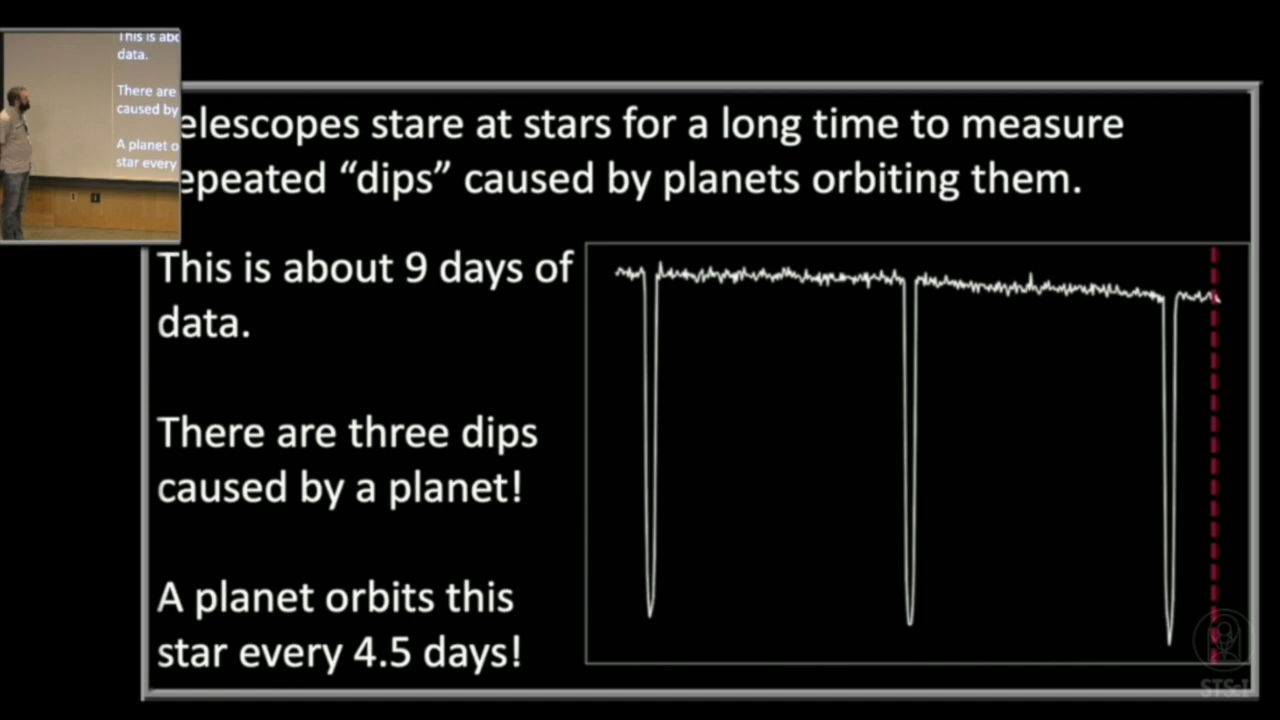 This is abo
data.
There are
caused by
A planet o
star every
elescopes stare at stars for a long time to measure
epeated “dips” caused by planets orbiting them.
This is about 9 days of
data.
There are three dips
caused by a planet!
A planet orbits this
star every 4.5 days!
STScI